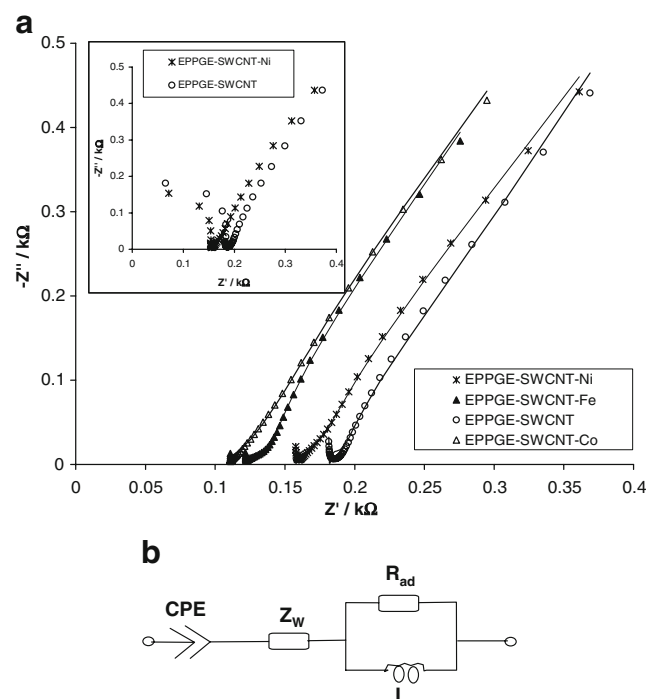 a
0.5
0.4
0.3
0.2
0.1
0
-Z'' / kΩ
0 0.05 0.1 0.15 0.2 0.25 0.3 0.35 0.4
Z' / kΩ
EPPGE-SWCNT-Ni
EPPGE-SWCNT
0.5
0.4
0.3
0.2
0.1
0
-Z'' / kΩ
0 0.1 0.2 0.3 0.4
Z' / kΩ
EPPGE-SWCNT-Ni
EPPGE-SWCNT-Fe
EPPGE-SWCNT
EPPGE-SWCNT-Co
b
CPE
Zw
Rad
L